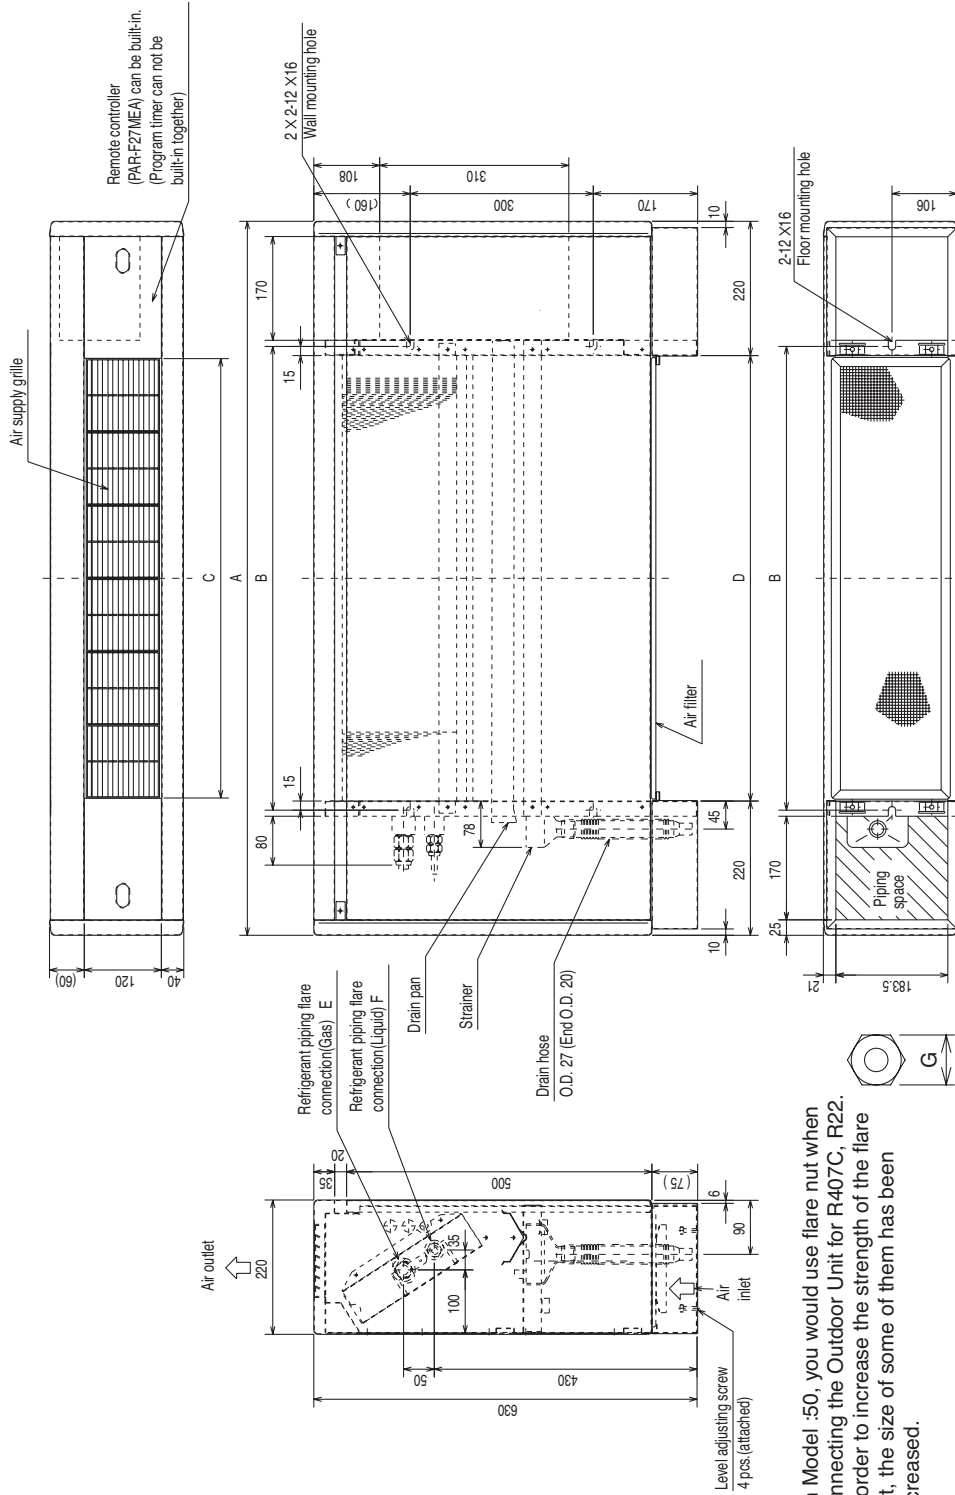 Remote controller
(PAR-F27MEA) can be built-in.
(Program timer can not be
built-in together)
Air supply grille
(60)
120
40
C
A
B
2 X 2-12 X16
Wall mounting hole
170
15
108
310
(160 )
300
170
10
220
15
80
78
45
220
10
D
Air filter
Refrigerant piping flare
connection(Gas) E
Refrigerant piping flare
connection(Liquid) F
Drain pan
Strainer
Drain hose
O.D. 27 (End O.D. 20)
2-12 X16
Floor mounting hole
106
B
Piping
space
170
25
21
183.5
G
Air outlet
220
35
20
500
(75 )
6
90
35
100
50
430
630
Air
inlet
Level adjusting screw
4 pcs.(attached)
Model :50, you would use flare nut when
nnecting the Outdoor Unit for R407C, R22.
order to increase the strength of the flare
t, the size of some of them has been
creased.